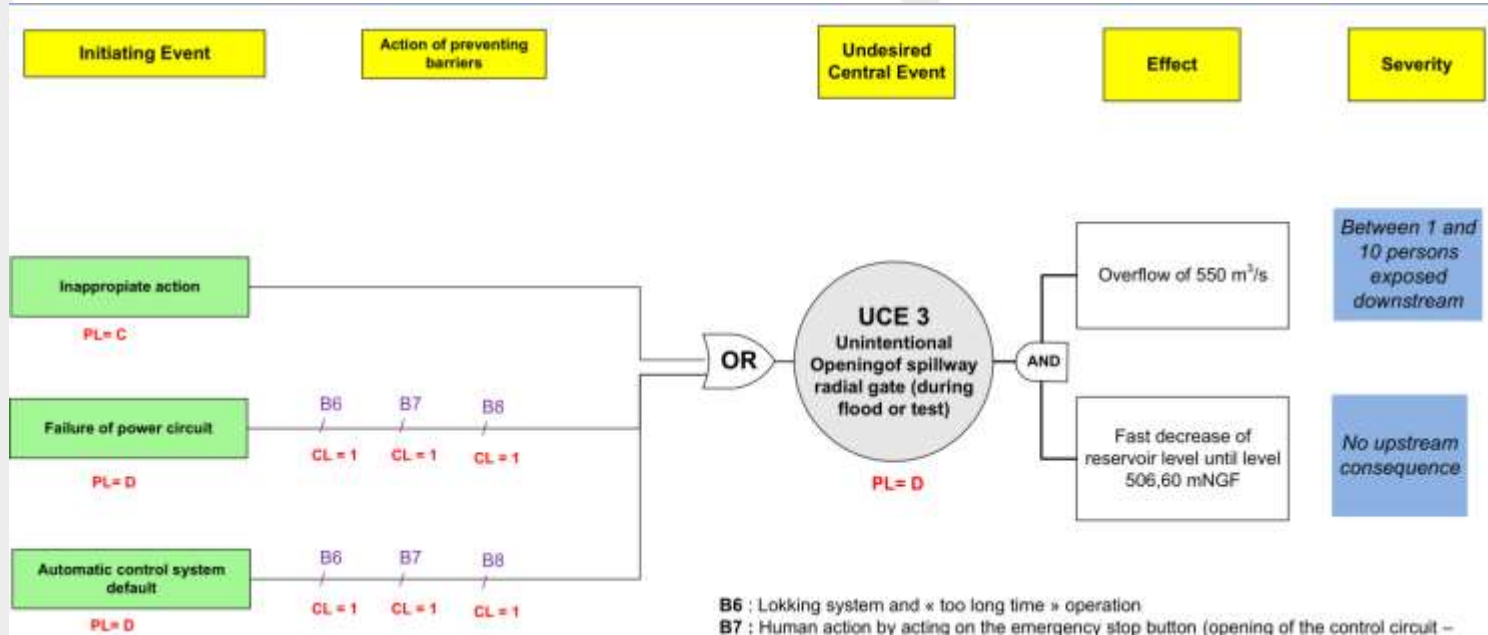 Initiating Event
Action of preventing
barriers
Undesired
Central Event
Effect
Severity
Inappropiate action
PL= C
Failure of power circuit
PL= D
B6
B7
B8
CL = 1
CL = 1
CL = 1
Automatic control system
default
PL= D
B6
B7
B8
CL = 1
CL = 1
CL = 1
OR
UCE 3
Unintentional
Openingof spillway
radial gate (during
flood or test)
PL= D
AND
Overflow of 550 m³/s
Fast decrease of
reservoir level until level
506,60 mNGF
Between 1 and
10 persons
exposed
downstream
No upstream
consequence
B6 : Lokking system and « too long time » operation
B7 : Human action by acting on the emergency stop button (opening of the control circuit –